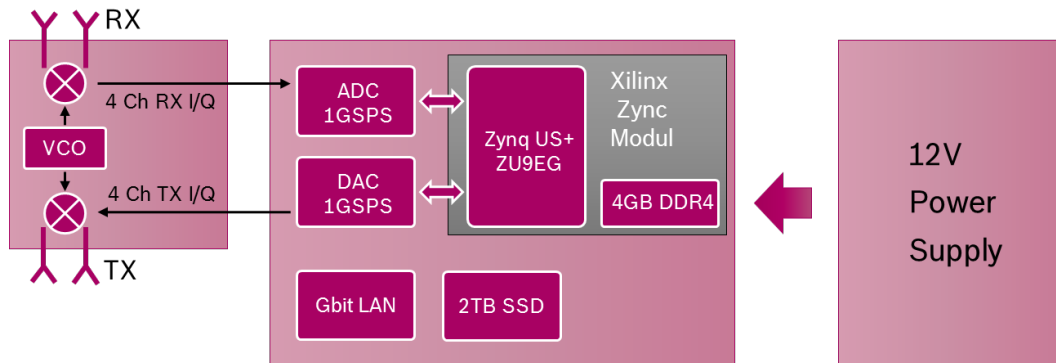 RX
4 Ch RX I/Q
VCO
4 Ch TX I/Q
TX
ADC
1GSPS
DAC
1GSPS
Zynq US+
ZU9EG
Xilinx
Zync
Modul
4GB DDR4
Gbit LAN
2TB SSD
12V
Power
Supply